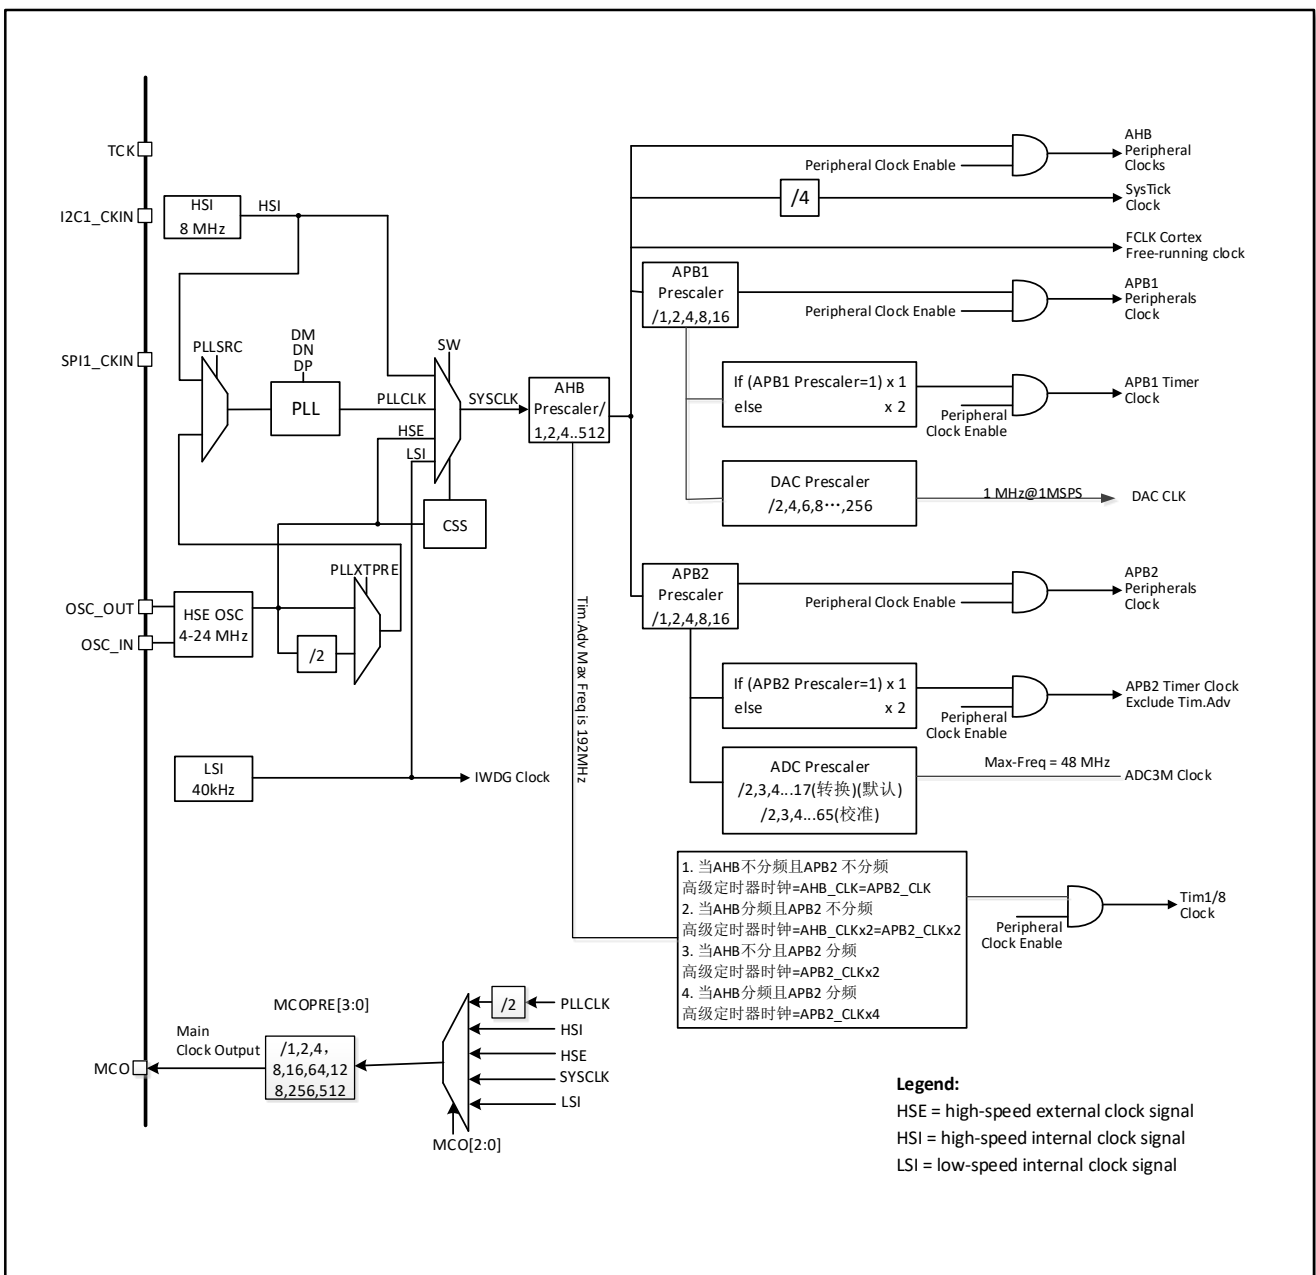 TCK
I2C1_CKIN
SPI1_CKIN
OSC_OUT
OSC_IN
MCO
HSI
8 MHz
HSI
PLLSRC
DM
DN
DP
PLL
PLLCLK
HSE
LSI
SW
SYSCLK
CSS
PLLXTPRE
HSE OSC
4-24 MHz
/2
LSI
40kHz
IWDG Clock
AHB
Prescaler/
1,2,4..512
Tim.Adv Max Freq is 192MHz
Peripheral Clock Enable
AHB
Peripheral
Clocks
/4
SysTick
Clock
FCLK Cortex
Free-running clock
APB1
Prescaler
/1,2,4,8,16
Peripheral Clock Enable
APB1
Peripherals
Clock
If (APB1 Prescaler=1) x 1
else x 2
Peripheral
Clock Enable
APB1 Timer
Clock
DAC Prescaler
/2,4,6,8⋯,256
1 MHz@1MSPS
DAC CLK
APB2
Prescaler
/1,2,4,8,16
Peripheral Clock Enable
APB2
Peripherals
Clock
If (APB2 Prescaler=1) x 1
else x 2
Peripheral
Clock Enable
APB2 Timer Clock
Exclude Tim.Adv
ADC Prescaler
/2,3,4...17(转换)(默认)
/2,3,4...65(校准)
Max-Freq = 48 MHz
ADC3M Clock
1. 当AHB不分频且APB2 不分频
高级定时器时钟=AHB_CLK=APB2_CLK
2. 当AHB分频且APB2 不分频
高级定时器时钟=AHB_CLKx2=APB2_CLKx2
3. 当AHB不分且APB2 分频
高级定时器时钟=APB2_CLKx2
4. 当AHB分频且APB2 分频
高级定时器时钟=APB2_CLKx4
Peripheral
Clock Enable
Tim1/8
Clock
MCOPRE[3:0]
Main
Clock Output
/1,2,4，
8,16,64,12
8,256,512
/2
PLLCLK
HSI
HSE
SYSCLK
LSI
MCO[2:0]
Legend:
HSE = high-speed external clock signal
HSI = high-speed internal clock signal
LSI = low-speed internal clock signal